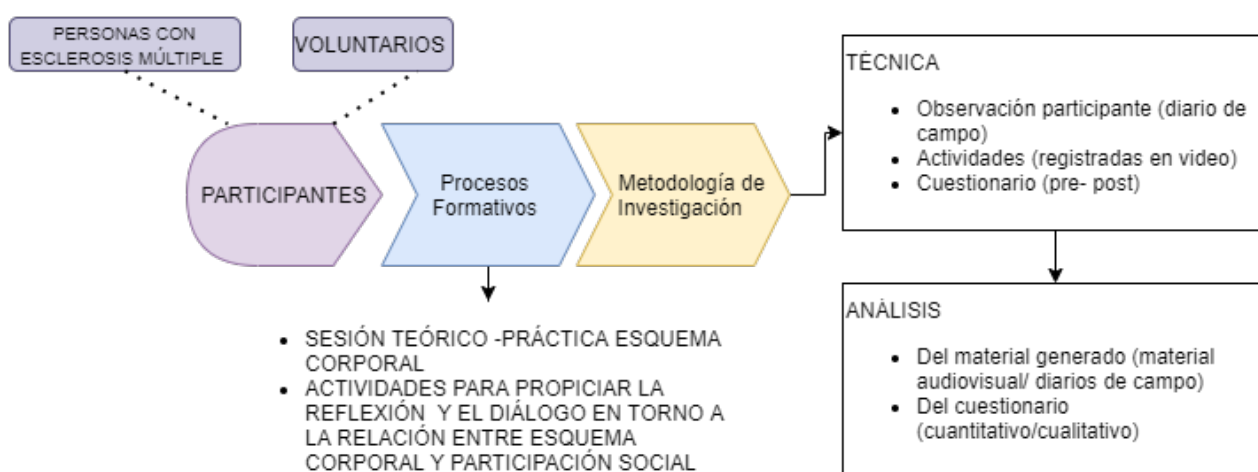 PERSONAS CON
ESCLEROSIS MÚLTIPLE
VOLUNTARIOS
PARTICIPANTES
Procesos
Formativos
Metodología de
Investigación
TÉCNICA
• Observación participante (diario de
campo)
• Actividades (registradas en video)
• Cuestionario (pre- post)
• SESIÓN TEÓRICO -PRÁCTICA ESQUEMA
CORPORAL
• ACTIVIDADES PARA PROPICIAR LA
REFLEXIÓN Y EL DIÁLOGO EN TORNO A
LA RELACIÓN ENTRE ESQUEMA
CORPORAL Y PARTICIPACIÓN SOCIAL
ANÁLISIS
• Del material generado (material
audiovisual/ diarios de campo)
• Del cuestionario
(cuantitativo/cualitativo)